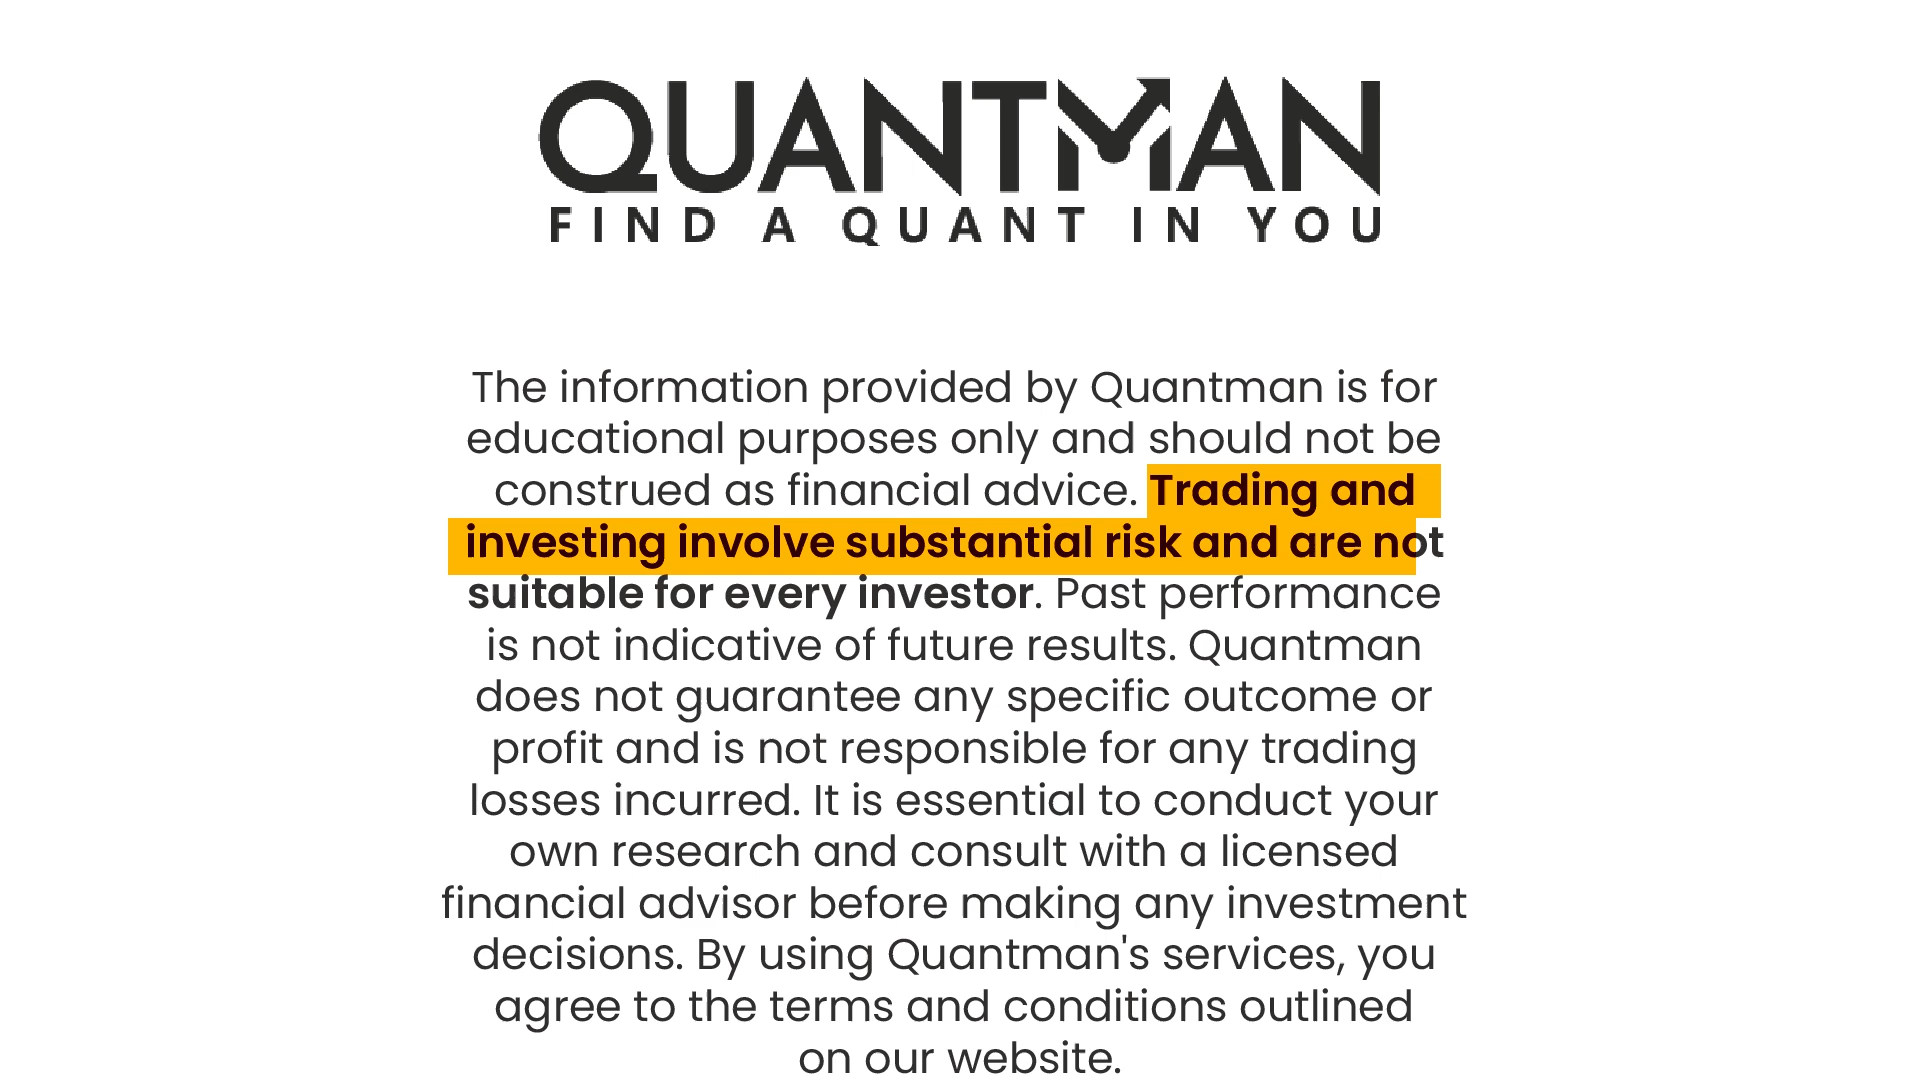 QUANTMAN
FIND A QUANT IN YOU
The information provided by Quantman is for
educational purposes only and should not be
construed as financial advice. Trading and
investing involve substantial risk and are not
suitable for every investor. Past performance
is not indicative of future results. Quantman
does not guarantee any specific outcome or
profit and is not responsible for any trading
losses incurred. It is essential to conduct your
own research and consult with a licensed
financial advisor before making any investment
decisions. By using Quantman's services, you
agree to the terms and conditions outlined
on our website.